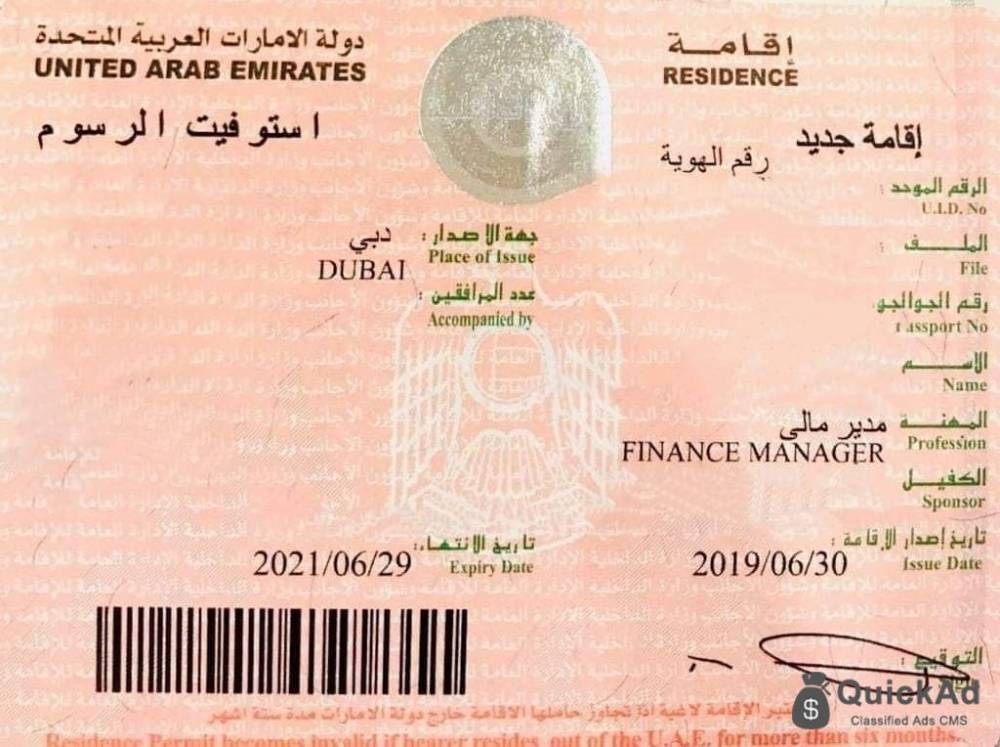 دولة الامارات العربية المتحدة
UNITED ARAB EMIRATES
إقامة
RESIDENCE
استوفيت الرسوم
إقامة جديد
رقم الهوية
الرقم الموحد :
U.I.D. No
الملف :
File
جهة الاصدار : دبي
Place of Issue
DUBAI
عدد المرافقين :
Accompanied by
رقم الجوالجو
assport No
الاسم
Name
المهنة مدير مالي
Profession
FINANCE MANAGER
الكفيل
Sponsor
تاريخ إصدار الإقامة :
Issue Date
2019/06/30
تاريخ الانتهاء :
Expiry Date
2021/06/29
التوقيع :
QuickAd
Classified Ads CMS
تعتبر الإقامة لاغية اذا تجاوز حاملها الاقامة خارج دولة الامارات مدة ستة اشهر
Residence Permit becomes invalid if bearer resides out of the U.A.E. for more than six months.